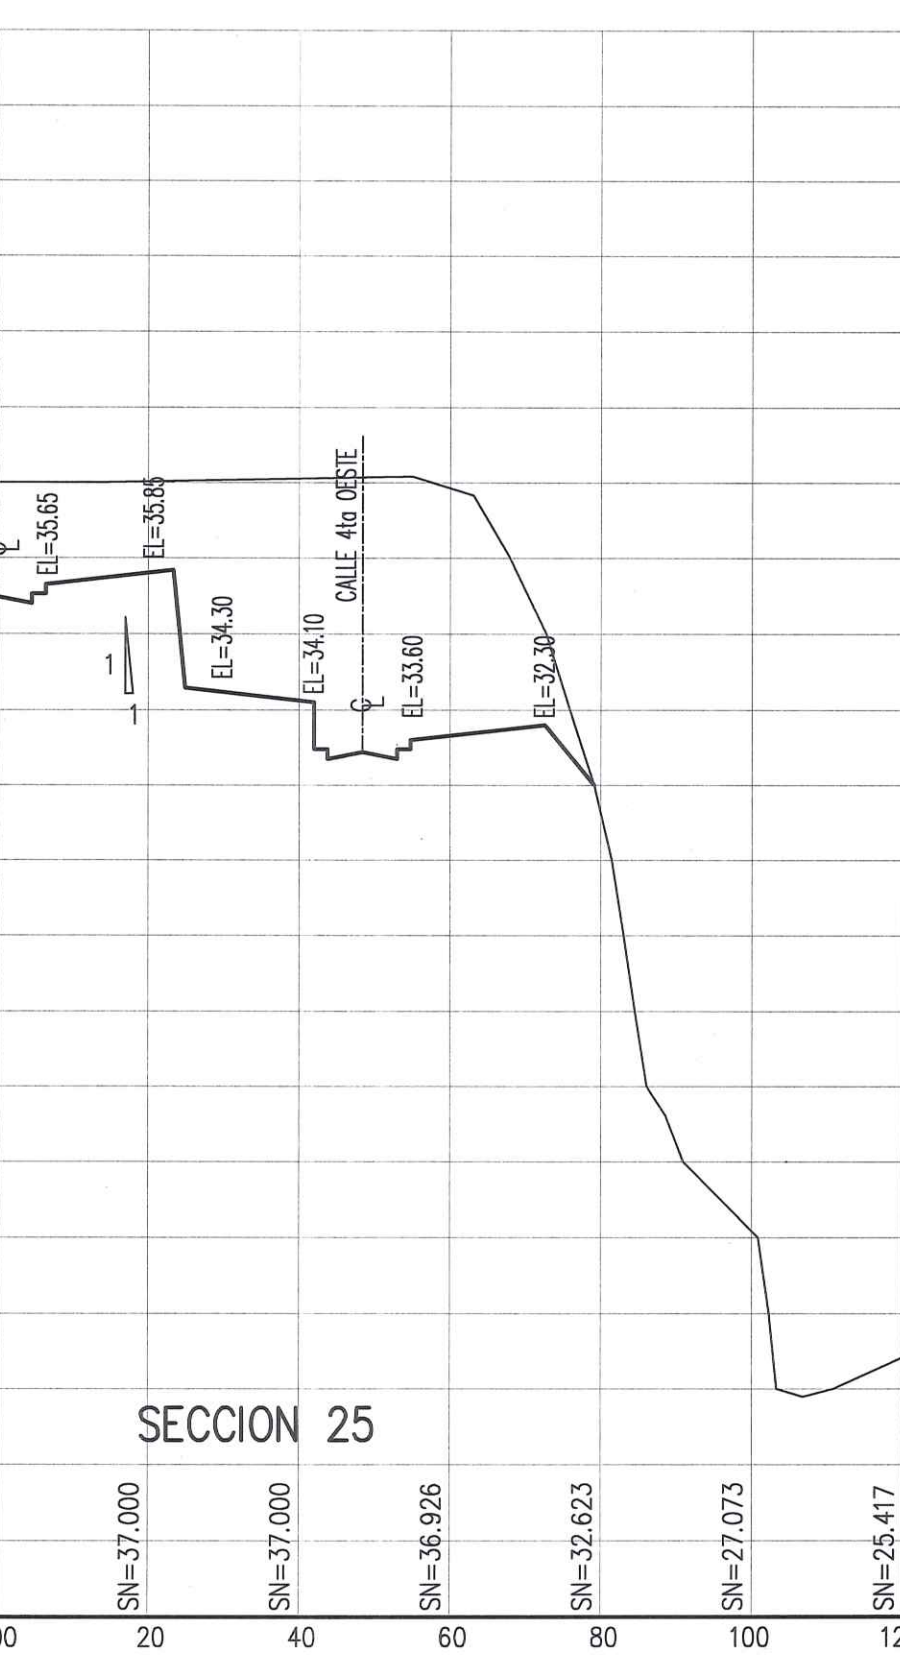 EL=35.65
EL=35.85
CALLE 4ta OESTE
EL=34.30
EL=34.10
1
1
EL=33.60
EL=32.30
SECCION 25
SN=37.000
SN=37.000
SN=36.926
SN=32.623
SN=27.073
SN=25.417
20 40 60 80 100